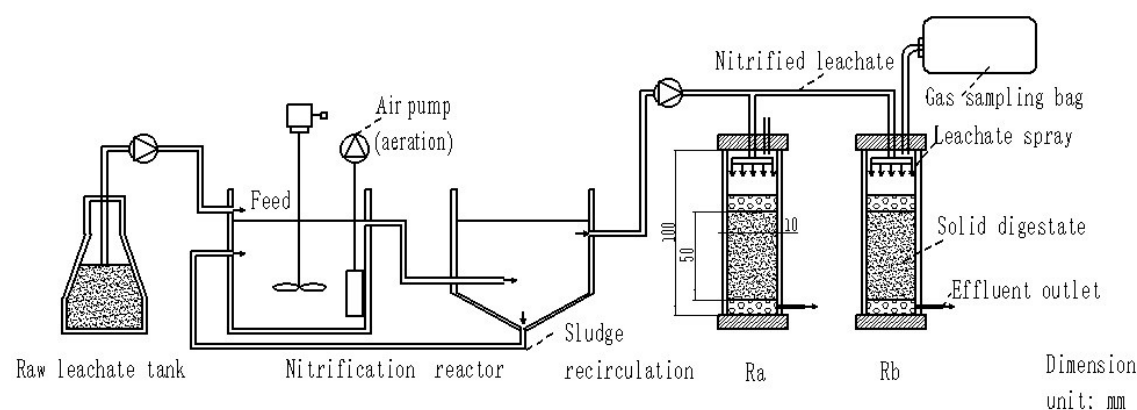 Nitrified leachate
Gas sampling bag
Air pump
(aeration)
Leachate spray
Feed
100
50
10
Solid digestate
Effluent outlet
Sludge
recirculation
Raw leachate tank
Nitrification reactor
Ra
Rb
Dimension
unit: mm